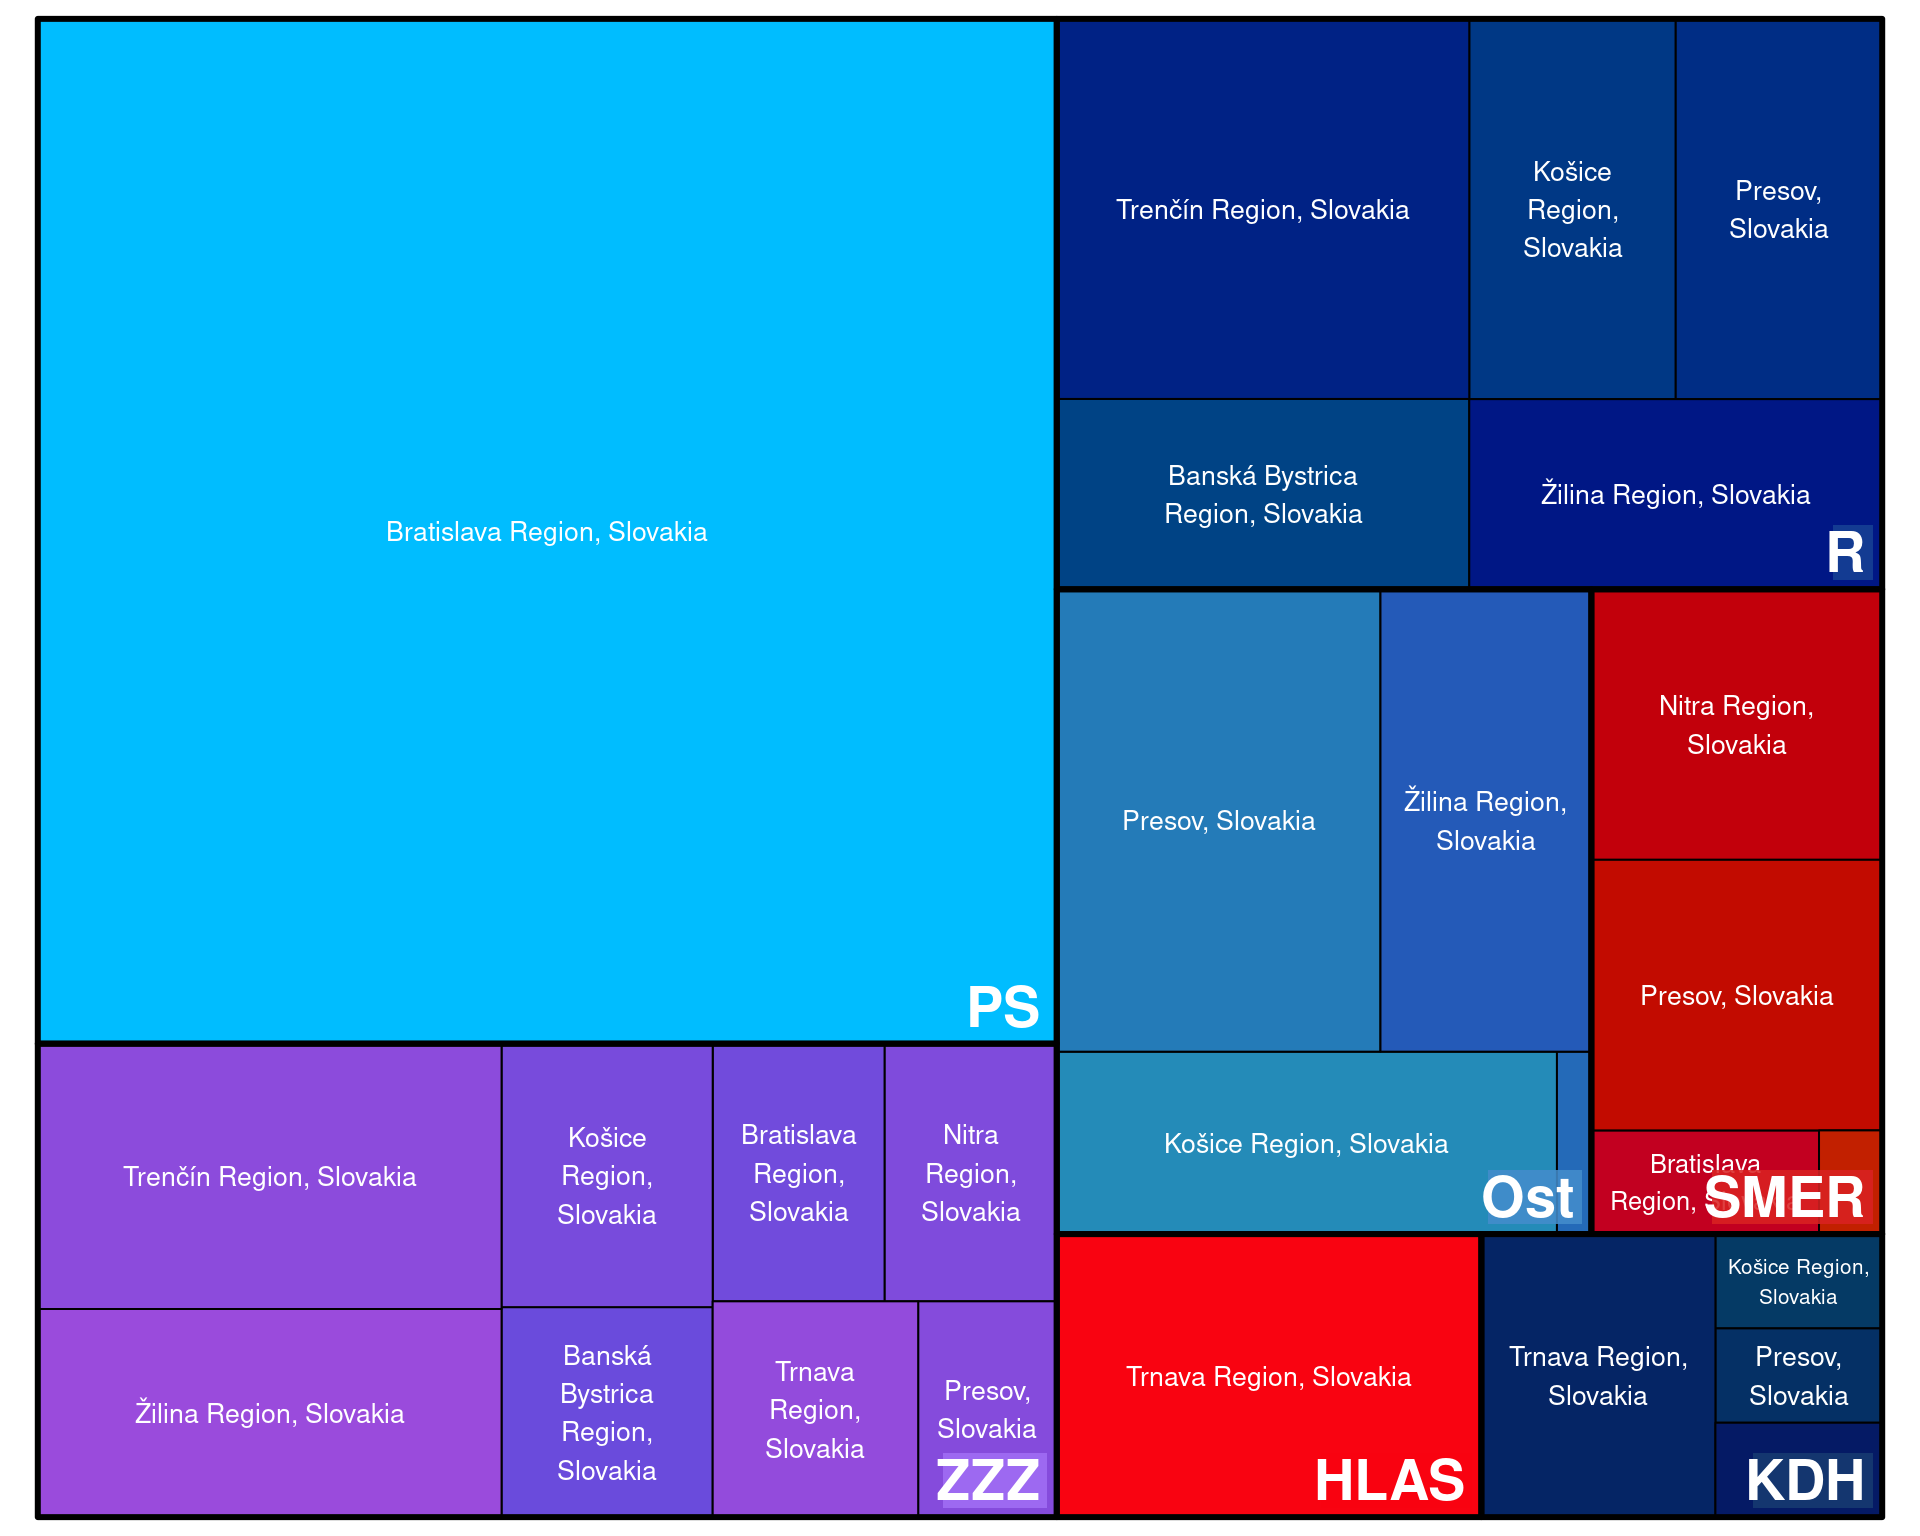 Bratislava Region, Slovakia
PS
Trenčín Region, Slovakia
Košice
Region,
Slovakia
Presov,
Slovakia
Banská Bystrica
Region, Slovakia
Žilina Region, Slovakia
R
Presov, Slovakia
Žilina Region,
Slovakia
Košice Region, Slovakia
Ost
Nitra Region,
Slovakia
Presov, Slovakia
Bratislava
Region,
SMER
Trenčín Region, Slovakia
Košice
Region,
Slovakia
Bratislava
Region,
Slovakia
Nitra
Region,
Slovakia
Žilina Region, Slovakia
Banská
Bystrica
Region,
Slovakia
Trnava
Region,
Slovakia
Presov,
Slovakia
ZZZ
Trnava Region, Slovakia
HLAS
Trnava Region,
Slovakia
Košice Region,
Slovakia
Presov,
Slovakia
KDH